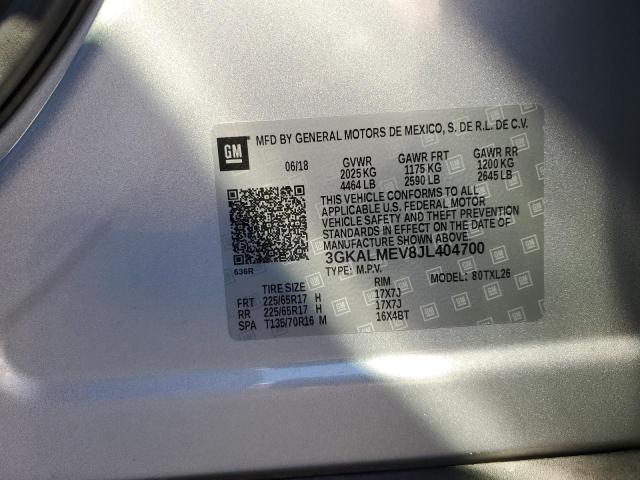 GM MFD BY GENERAL MOTORS DE MEXICO, S. DE R.L. DE C.V.
06/18 GVWR GAWR FRT GAWR RR
2025 KG 1175 KG 1200 KG
4464 LB 2590 LB 2645 LB
THIS VEHICLE CONFORMS TO ALL
APPLICABLE U.S. FEDERAL MOTOR
VEHICLE SAFETY AND THEFT PREVENTION
STANDARDS IN EFFECT ON THE DATE OF
MANUFACTURE SHOWN ABOVE.
3GKALMEV8JL404700
636R TYPE: M.P.V. MODEL: 80TXL26
TIRE SIZE RIM
FRT 225/65R17 H 17X7J
RR 225/65R17 H 17X7J
SPA T135/70R16 M 16X4BT